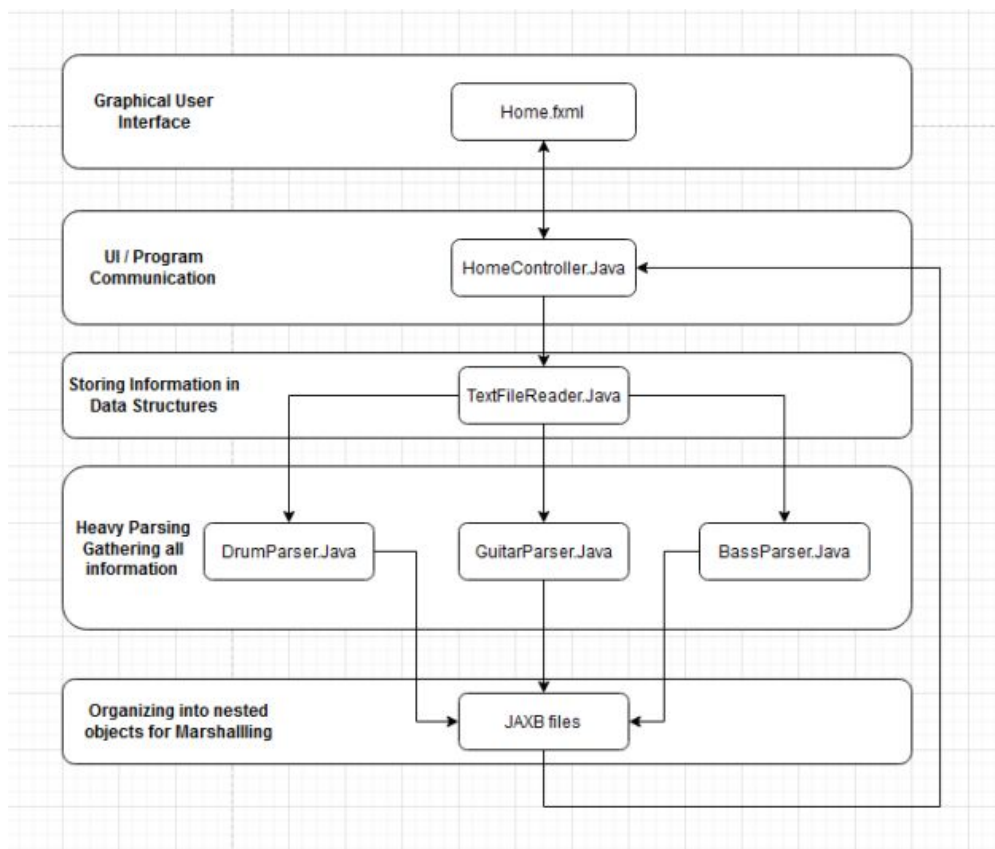 Graphical User
Interface
Home.fxml
UI / Program
Communication
HomeController.Java
Storing Information in
Data Structures
TextFileReader.Java
Heavy Parsing
Gathering all
information
DrumParser.Java
GuitarParser.Java
BassParser.Java
Organizing into nested
objects for Marshallling
JAXB files